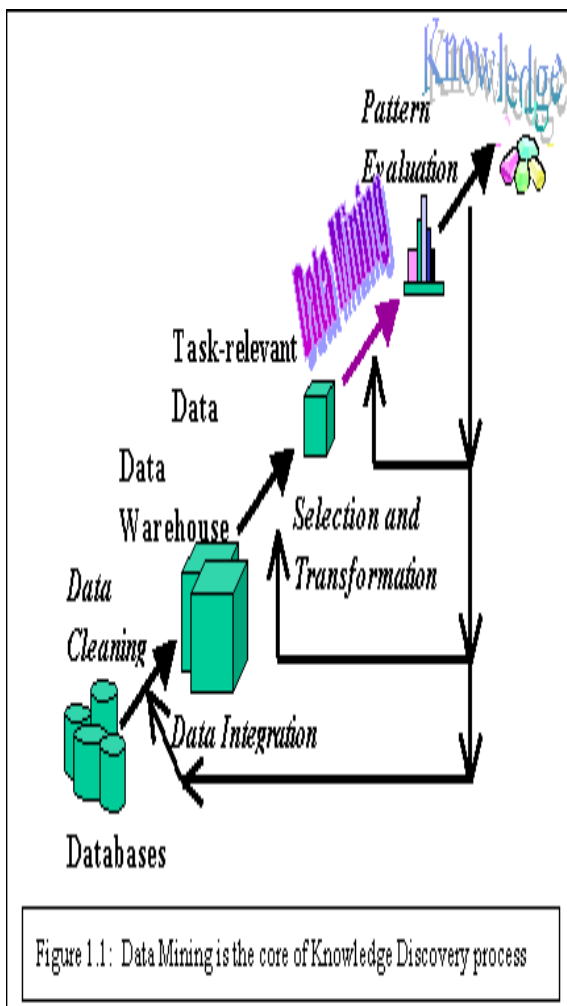 Knowledge
Pattern
Evaluation
Data Mining
Task-relevant
Data
Data
Warehouse
Selection and
Transformation
Data
Cleaning
Data Integration
Databases
Figure 1.1: Data Mining is the core of Knowledge Discovery process